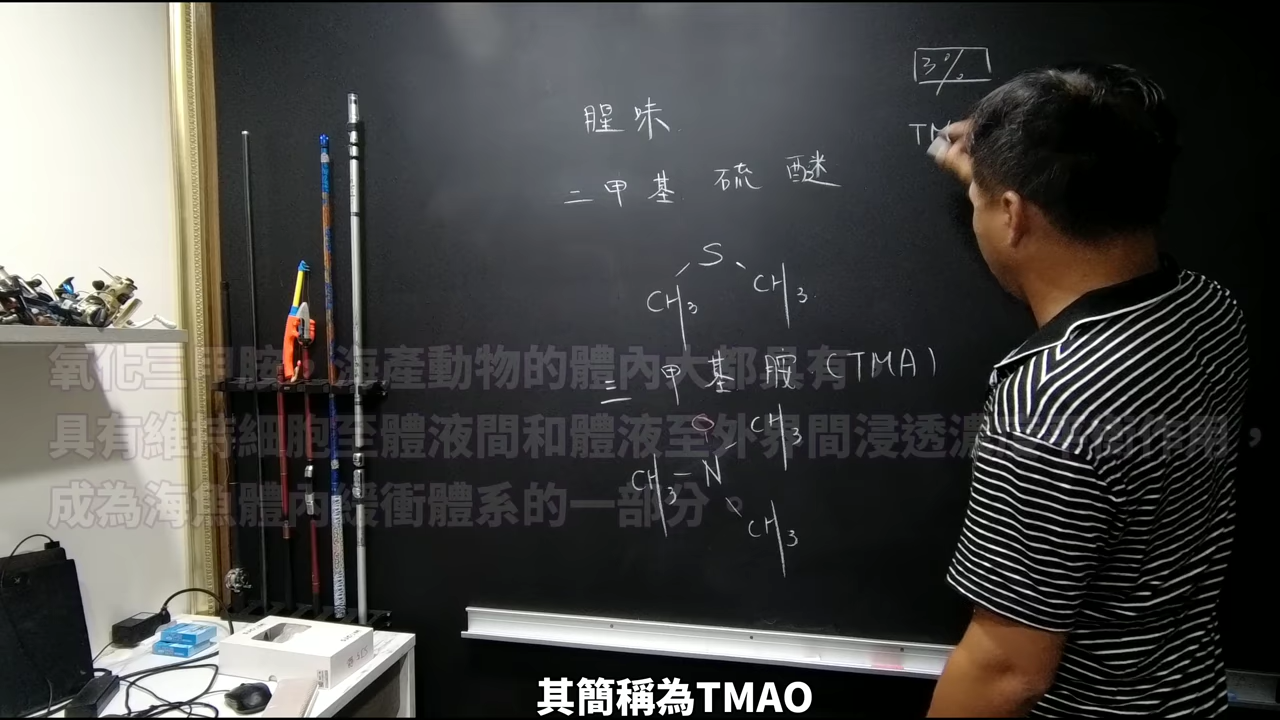 3%
TM
腥味
二甲基硫醚
S
CH3
CH3
三甲基胺(TMA)
O
CH3
CH3-N
CH3
氧化三甲胺,海產動物的體內大都具有
具有維持細胞至體液間和體液至外界間浸透濃度平衡作用,
成為海魚體內緩衝體系的一部分。
其簡稱為TMAO